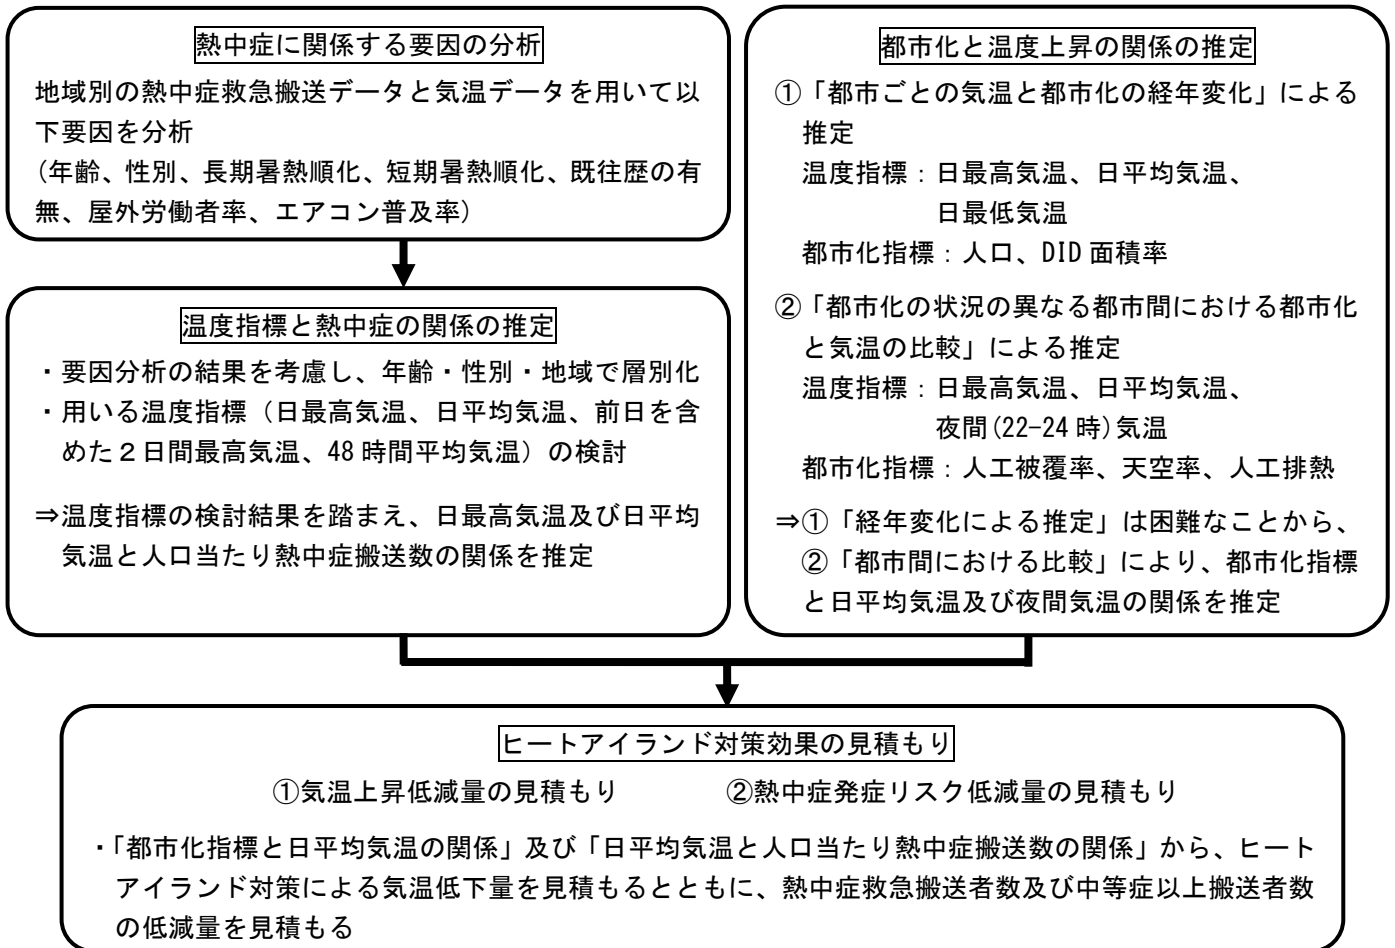 熱中症に関係する要因の分析
地域別の熱中症救急搬送データと気温データを用いて以
下要因を分析
(年齢、性別、長期暑熱順化、短期暑熱順化、既往歴の有
無、屋外労働者率、エアコン普及率)
温度指標と熱中症の関係の推定
・要因分析の結果を考慮し、年齢・性別・地域で層別化
・用いる温度指標(日最高気温、日平均気温、前日を含
めた2日間最高気温、48時間平均気温)の検討
⇒温度指標の検討結果を踏まえ、日最高気温及び日平均
気温と人口当たり熱中症搬送数の関係を推定
都市化と温度上昇の関係の推定
①「都市ごとの気温と都市化の経年変化」による
推定
温度指標:日最高気温、日平均気温、
日最低気温
都市化指標:人口、DID面積率
②「都市化の状況の異なる都市間における都市化
と気温の比較」による推定
温度指標:日最高気温、日平均気温、
夜間(22-24時)気温
都市化指標:人工被覆率、天空率、人工排熱
⇒①「経年変化による推定」は困難なことから、
②「都市間における比較」により、都市化指標
と日平均気温及び夜間気温の関係を推定
ヒートアイランド対策効果の見積もり
①気温上昇低減量の見積もり ②熱中症発症リスク低減量の見積もり
・「都市化指標と日平均気温の関係」及び「日平均気温と人口当たり熱中症搬送数の関係」から、ヒート
アイランド対策による気温低下量を見積もるとともに、熱中症救急搬送者数及び中等症以上搬送者数
の低減量を見積もる